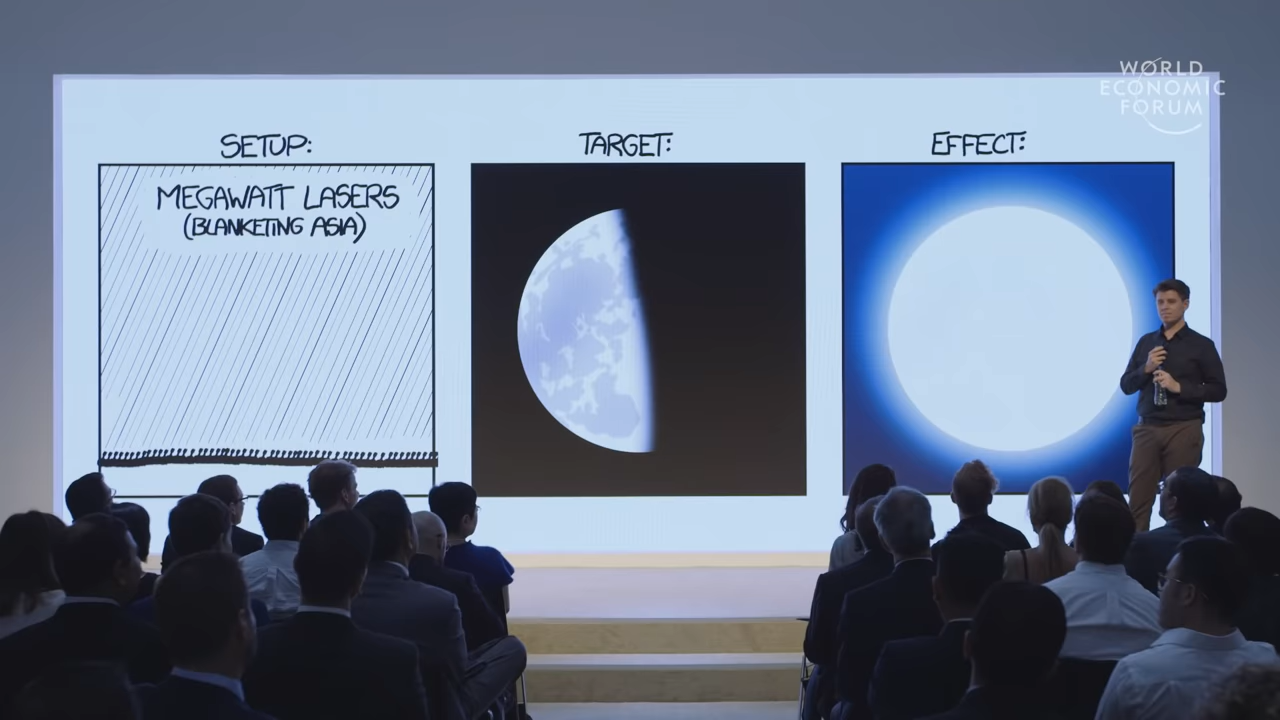 WORLD
ECONOMIC
FORUM
SETUP:
TARGET:
EFFECT:
MEGAWATT LASERS
(BLANKETING ASIA)